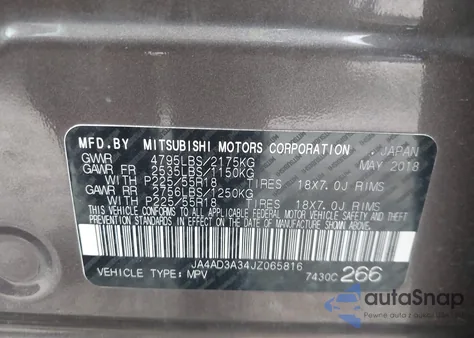 MFD.BY MITSUBISHI MOTORS CORPORATION JAPAN
GVWR 4795LBS/2175KG MAY 2018
GAWR FR 2535LBS/1150KG
WITH P225/55R18 TIRES 18X7.0J RIMS
GAWR RR 2756LBS/1250KG
WITH P225/55R18 TIRES 18X7.0J RIMS
THIS VEHICLE CONFORMS TO ALL APPLICABLE FEDERAL MOTOR VEHICLE SAFETY AND
THEFT PREVENTION STANDARDS IN EFFECT ON THE DATE OF MANUFACTURE SHOWN ABOVE.
JA4AD3A34JZ065816
VEHICLE TYPE: MPV 7430C 266
autoSnap